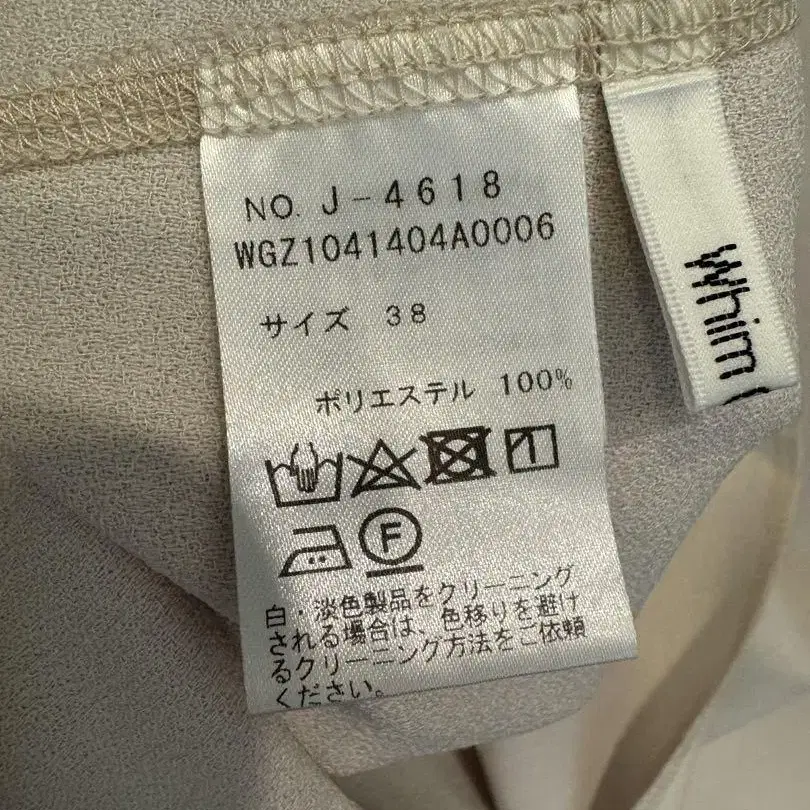 NO. J-4618
WGZ1041404A0006
サイズ 38
ポリエステル 100%
F
白・淡色製品をクリーニング
される場合は、色移りを避け
るクリーニング方法をご依頼
ください。
Whim